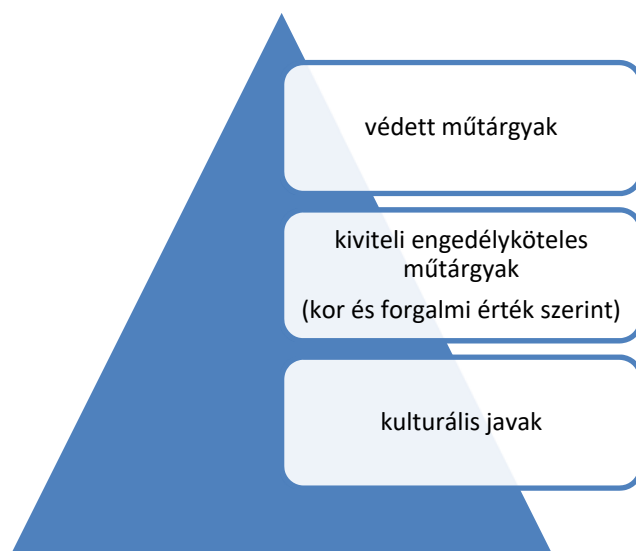 védett műtárgyak
kiviteli engedélyköteles
műtárgyak
(kor és forgalmi érték szerint)
kulturális javak